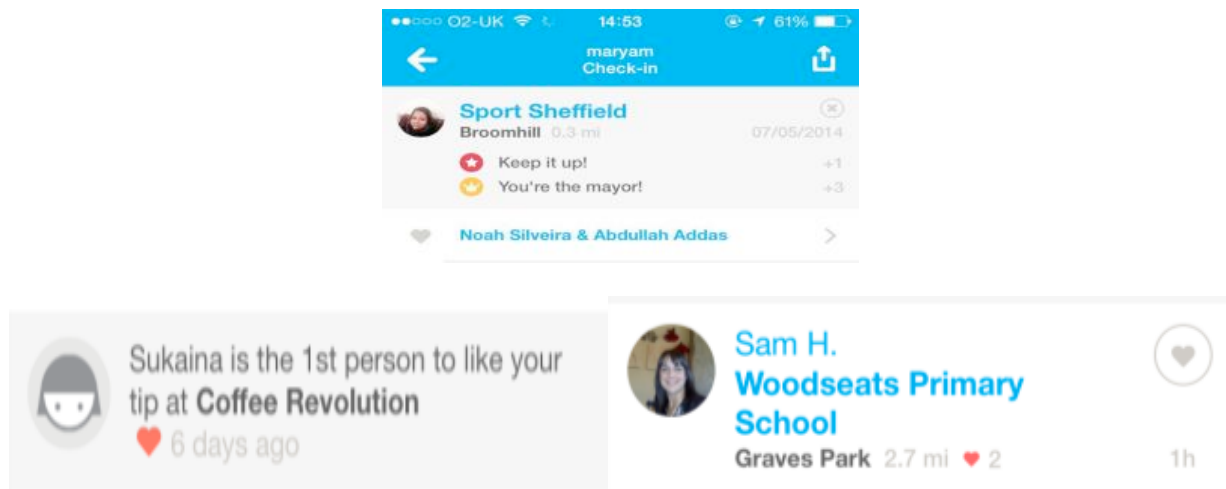 O2-UK 14:53 61%
maryam
Check-in
Sport Sheffield
Broomhill 0.3 mi 07/05/2014
Keep it up! +1
You're the mayor! +3
Noah Silveira & Abdullah Addas
Sukaina is the 1st person to like your
tip at Coffee Revolution
6 days ago
Sam H.
Woodseats Primary
School
Graves Park 2.7 mi 2 1h